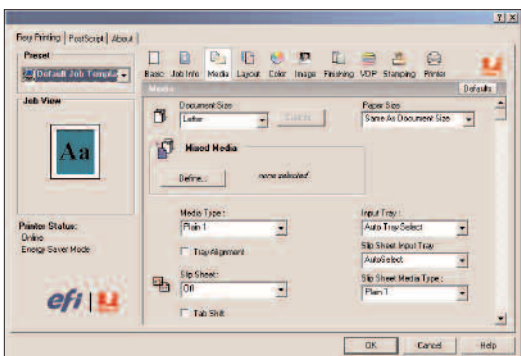 Fiery Printing PostScript About
Preset
Default Job Templa
Basic Job Info Media Layout Color Image Finishing VDP Stamping Printer
Media
Defaults
Job View
Aa
Document Size
Paper Size
Letter
Same As Document Size
Mixed Media
Define...
none selected
Media Type:
Input Tray:
Plain 1
Auto Tray Select
Tray Alignment
Slip Sheet Input Tray
AutoSelect
Slip Sheet:
Slip Sheet Media Type:
Off
Plain 1
Tab Shift
Printer Status:
Online
Energy Saver Mode
efi
OK Cancel Help